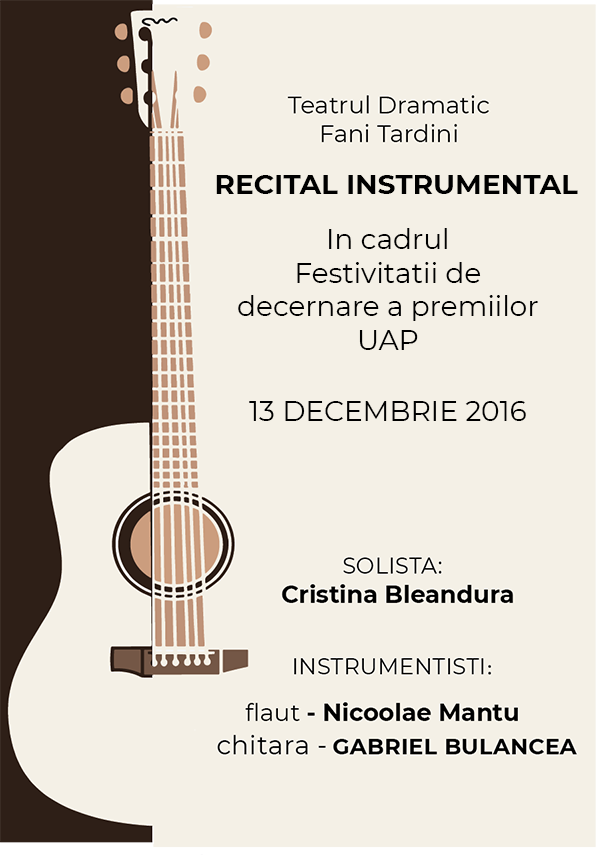 Teatrul Dramatic
Fani Tardini
RECITAL INSTRUMENTAL
In cadrul
Festivitatii de
decernare a premiilor
UAP
13 DECEMBRIE 2016
SOLISTA:
Cristina Bleandura
INSTRUMENTISTI:
flaut - Nicoolae Mantu
chitara - GABRIEL BULANCEA